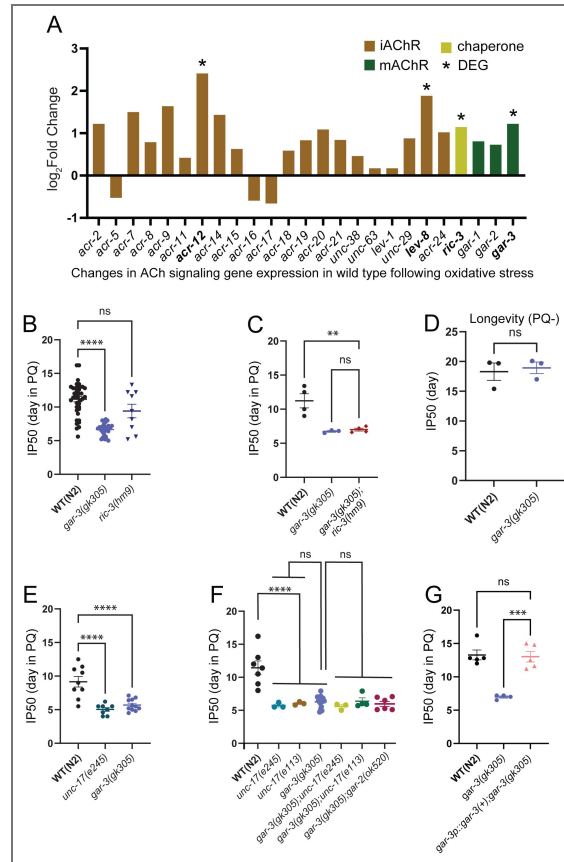 A
iAChR
chaperone
mAChR
* DEG
log2Fold Change
3
2
1
0
-1
*
*
*
*
acr-2
acr-5
acr-7
acr-8
acr-9
acr-11
acr-12
acr-14
acr-15
acr-16
acr-17
acr-18
acr-19
acr-20
acr-21
unc-38
unc-63
lev-1
unc-29
lev-8
acr-24
ric-3
gar-1
gar-2
gar-3
Changes in ACh signaling gene expression in wild type following oxidative stress
B
ns
****
IP50 (day in PQ)
20
15
10
5
0
WT(N2)
gar-3(gk305)
ric-3(hm9)
C
**
ns
IP50 (day in PQ)
20
15
10
5
0
WT(N2)
gar-3(gk305)
gar-3(gk305);
ric-3(hm9)
D
Longevity (PQ-)
ns
IP50 (day)
25
20
15
10
5
0
WT(N2)
gar-3(gk305)
E
****
****
IP50 (day in PQ)
20
15
10
5
0
WT(N2)
unc-17(e245)
gar-3(gk305)
F
ns
ns
****
IP50 (day in PQ)
20
15
10
5
0
WT(N2)
unc-17(e245)
unc-17(e113)
gar-3(gk305)
gar-3(gk305);unc-17(e245)
gar-3(gk305);unc-17(e113)
gar-3(gk305);gar-2(ok520)
G
ns
***
IP50 (day in PQ)
20
15
10
5
0
WT(N2)
gar-3(gk305)
gar-3p::gar-3(+);gar-3(gk305)